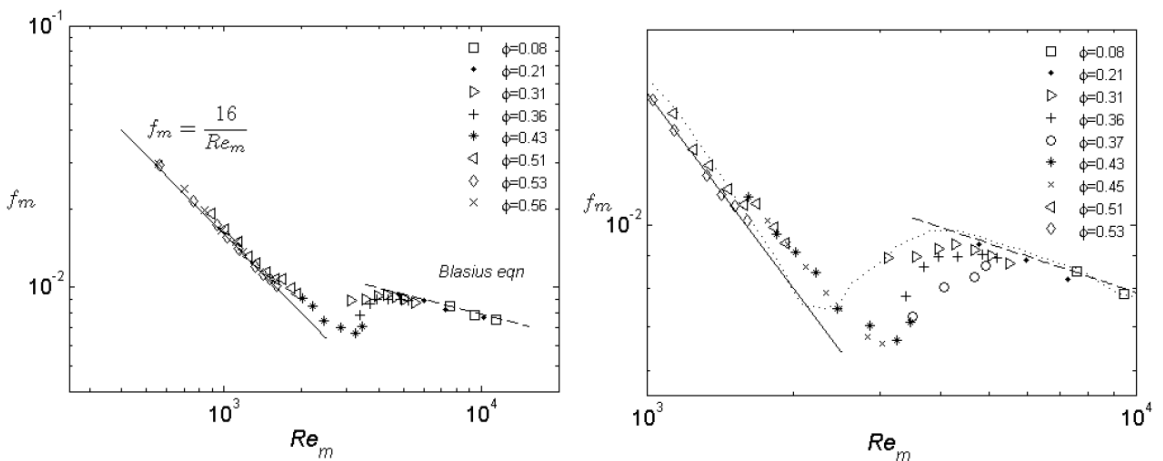 10⁻¹
10⁻²
f_m
f_m = 16/Re_m
□ ϕ=0.08
• ϕ=0.21
▷ ϕ=0.31
+ ϕ=0.36
* ϕ=0.43
◁ ϕ=0.51
◇ ϕ=0.53
× ϕ=0.56
Blasius eqn
10³
10⁴
Re_m
10⁻²
f_m
□ ϕ=0.08
• ϕ=0.21
▷ ϕ=0.31
+ ϕ=0.36
○ ϕ=0.37
* ϕ=0.43
× ϕ=0.45
◁ ϕ=0.51
◇ ϕ=0.53
10³
10⁴
Re_m